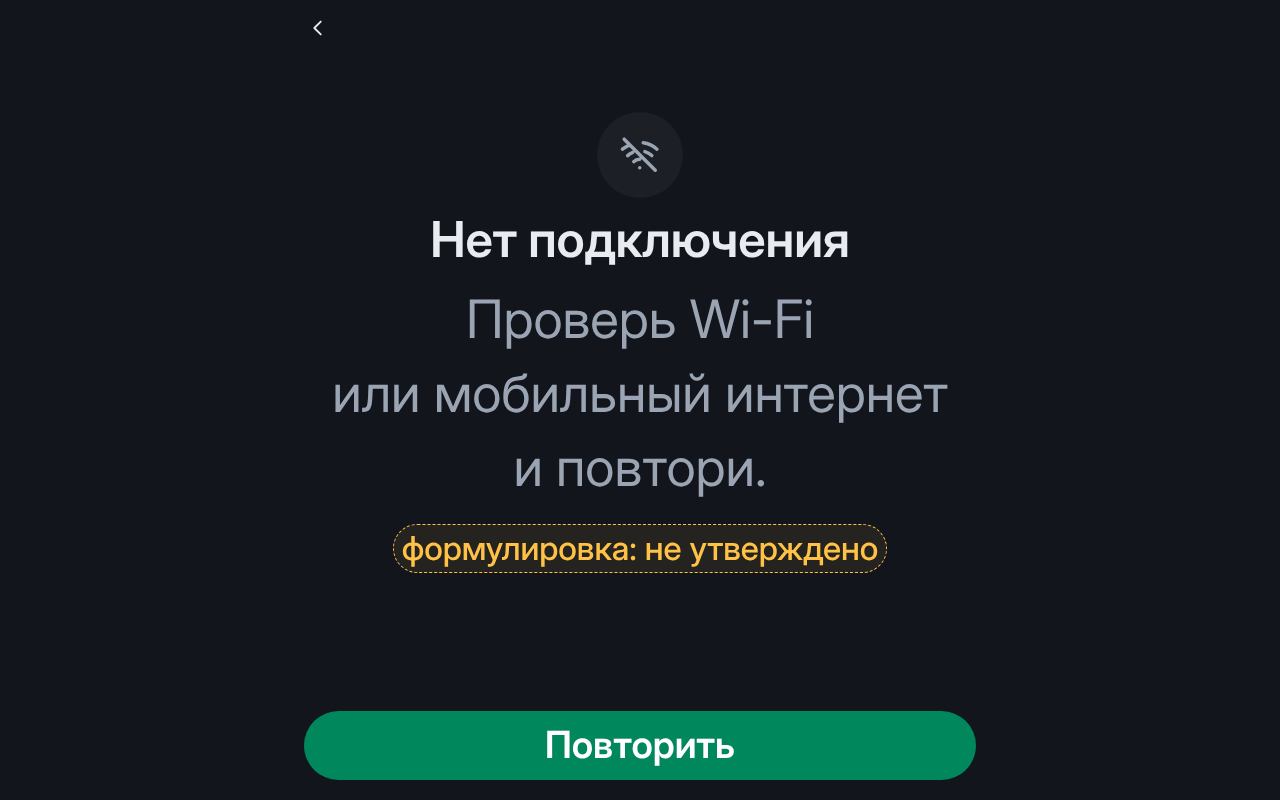 Нет подключения
Проверь Wi-Fi
или мобильный интернет
и повтори.
формулировка: не утверждено
Повторить